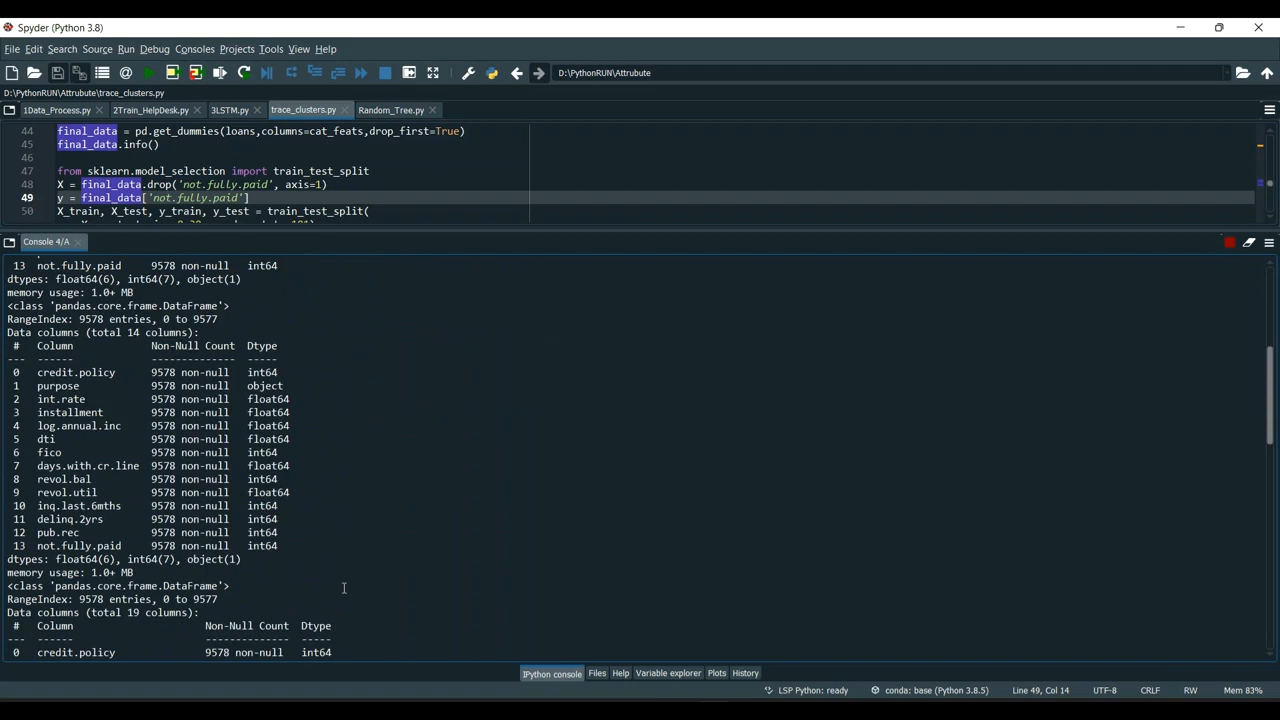 Spyder (Python 3.8)
File Edit Search Source Run Debug Consoles Projects Tools View Help
D:\PythonRUN\Attrubute
D:\PythonRUN\Attrubute\trace_clusters.py
1Data_Process.py 2Train_HelpDesk.py 3LSTM.py trace_clusters.py Random_Tree.py
44 final_data = pd.get_dummies(loans,columns=cat_feats,drop_first=True)
45 final_data.info()
46
47 from sklearn.model_selection import train_test_split
48 X = final_data.drop('not.fully.paid', axis=1)
49 y = final_data['not.fully.paid']
50 X_train, X_test, y_train, y_test = train_test_split(
Console 4/A
13 not.fully.paid 9578 non-null int64
dtypes: float64(6), int64(7), object(1)
memory usage: 1.0+ MB
<class 'pandas.core.frame.DataFrame'>
RangeIndex: 9578 entries, 0 to 9577
Data columns (total 14 columns):
# Column Non-Null Count Dtype
--- ------ -------------- -----
0 credit.policy 9578 non-null int64
1 purpose 9578 non-null object
2 int.rate 9578 non-null float64
3 installment 9578 non-null float64
4 log.annual.inc 9578 non-null float64
5 dti 9578 non-null float64
6 fico 9578 non-null int64
7 days.with.cr.line 9578 non-null float64
8 revol.bal 9578 non-null int64
9 revol.util 9578 non-null float64
10 inq.last.6mths 9578 non-null int64
11 delinq.2yrs 9578 non-null int64
12 pub.rec 9578 non-null int64
13 not.fully.paid 9578 non-null int64
dtypes: float64(6), int64(7), object(1)
memory usage: 1.0+ MB
<class 'pandas.core.frame.DataFrame'>
RangeIndex: 9578 entries, 0 to 9577
Data columns (total 19 columns):
# Column Non-Null Count Dtype
--- ------ -------------- -----
0 credit.policy 9578 non-null int64
IPython console Files Help Variable explorer Plots History
LSP Python: ready conda: base (Python 3.8.5) Line 49, Col 14 UTF-8 CRLF RW Mem 83%